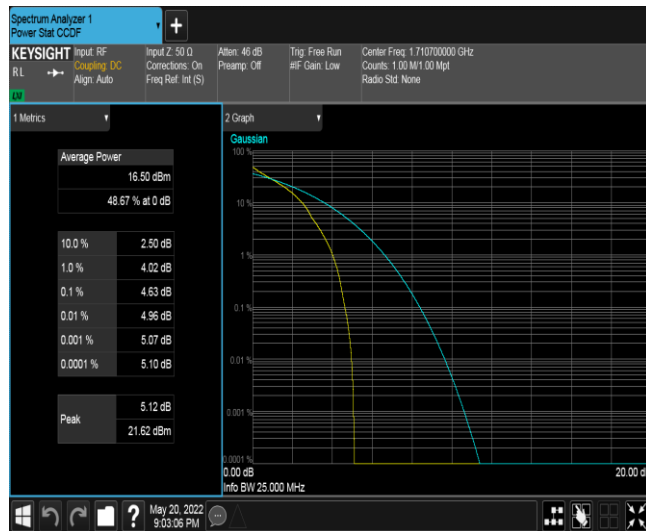 Spectrum Analyzer 1
Power Stat CCDF
+
KEYSIGHT
RL
Input: RF
Coupling: DC
Align: Auto
Input Z: 50 Ω
Corrections: On
Freq Ref: Int (S)
Atten: 46 dB
Preamp: Off
Trig: Free Run
#IF Gain: Low
Center Freq: 1.710700000 GHz
Counts: 1.00 M/1.00 Mpt
Radio Std: None
1 Metrics
Average Power
16.50 dBm
48.67 % at 0 dB
10.0 % 2.50 dB
1.0 % 4.02 dB
0.1 % 4.63 dB
0.01 % 4.96 dB
0.001 % 5.07 dB
0.0001 % 5.10 dB
Peak
5.12 dB
21.62 dBm
2 Graph
Gaussian
100 %
10 %
1 %
0.1 %
0.01 %
0.001 %
0.0001 %
0.00 dB 20.00 d
Info BW 25.000 MHz
?
May 20, 2022
9:03:06 PM